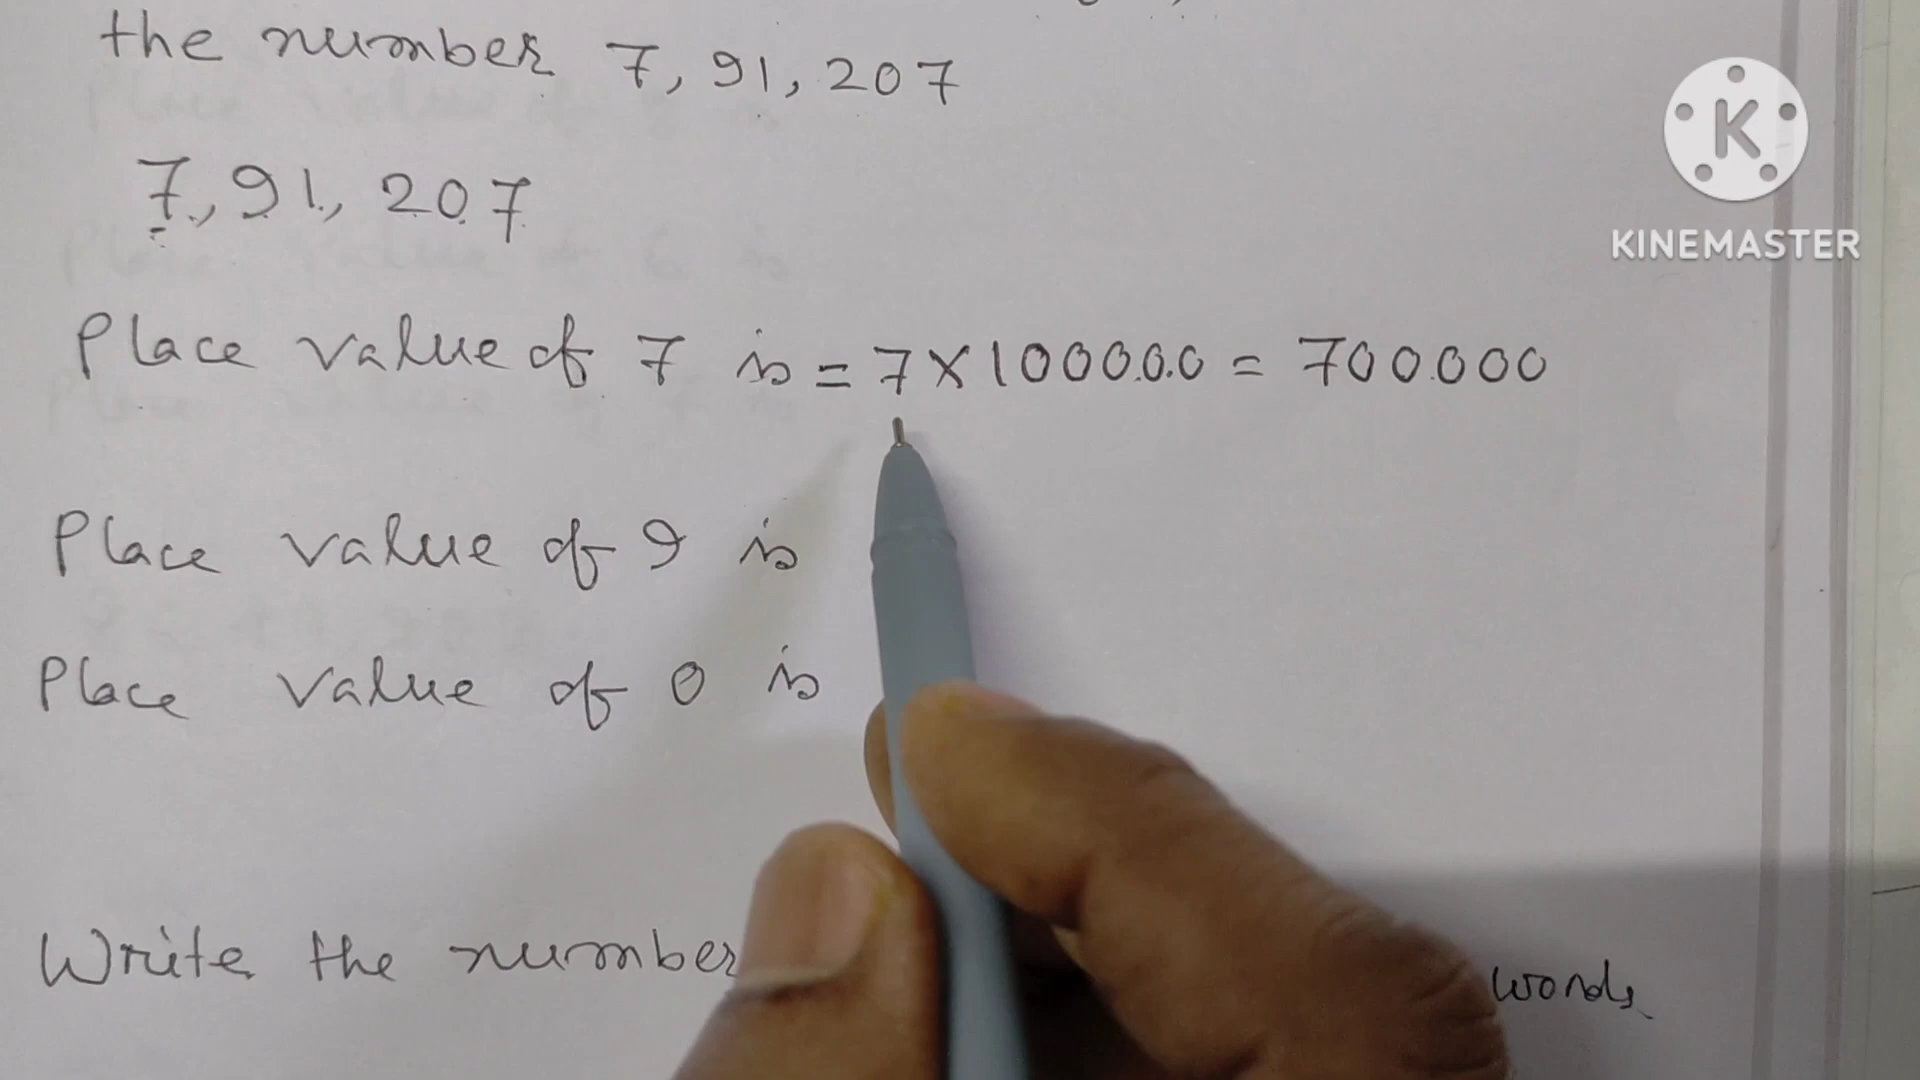 the number 7, 91, 207
K
KINEMASTER
7, 91, 207
Place value of 7 is = 7 × 100000 = 700000
Place value of 9 is
Place value of 0 is
Write the number words